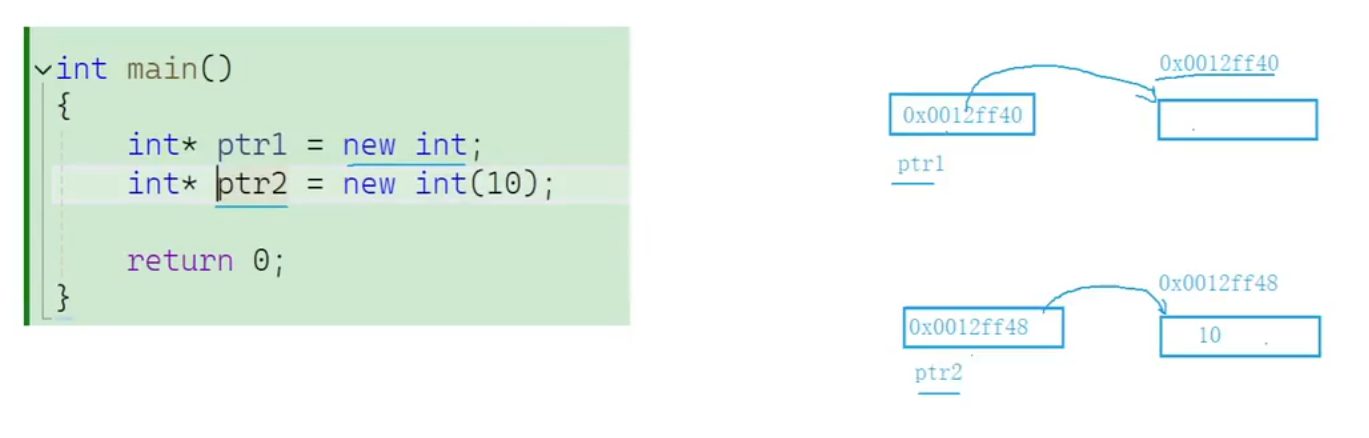 int main()
{
int* ptr1 = new int;
int* ptr2 = new int(10);
return 0;
}
0x0012ff40
0x0012ff40
ptr1
0x0012ff48
0x0012ff48
10
ptr2